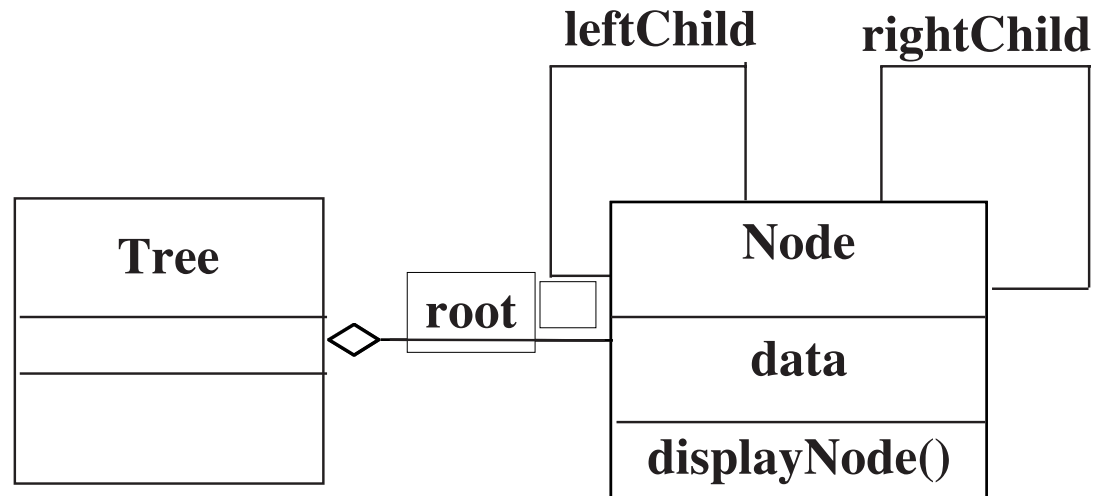 leftChild
rightChild
Tree
Node
root
data
displayNode()